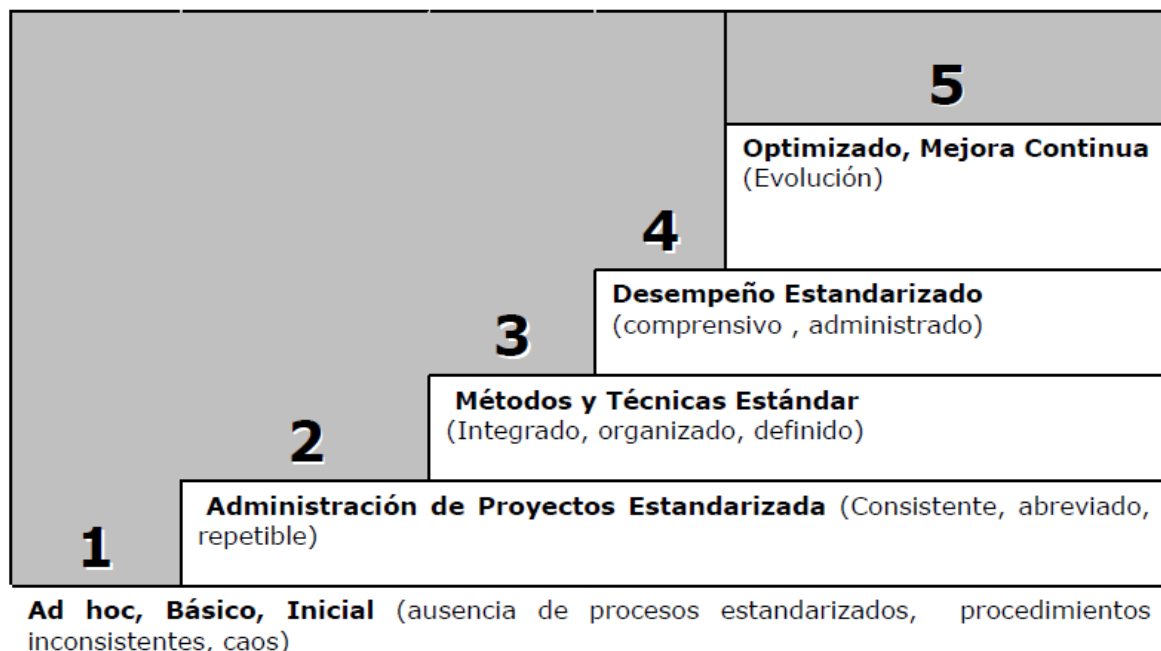 5
Optimizado, Mejora Continua
(Evolución)
4
Desempeño Estandarizado
(comprensivo , administrado)
3
Métodos y Técnicas Estándar
(Integrado, organizado, definido)
2
Administración de Proyectos Estandarizada (Consistente, abreviado,
repetible)
1
Ad hoc, Básico, Inicial (ausencia de procesos estandarizados, procedimientos
inconsistentes, caos)